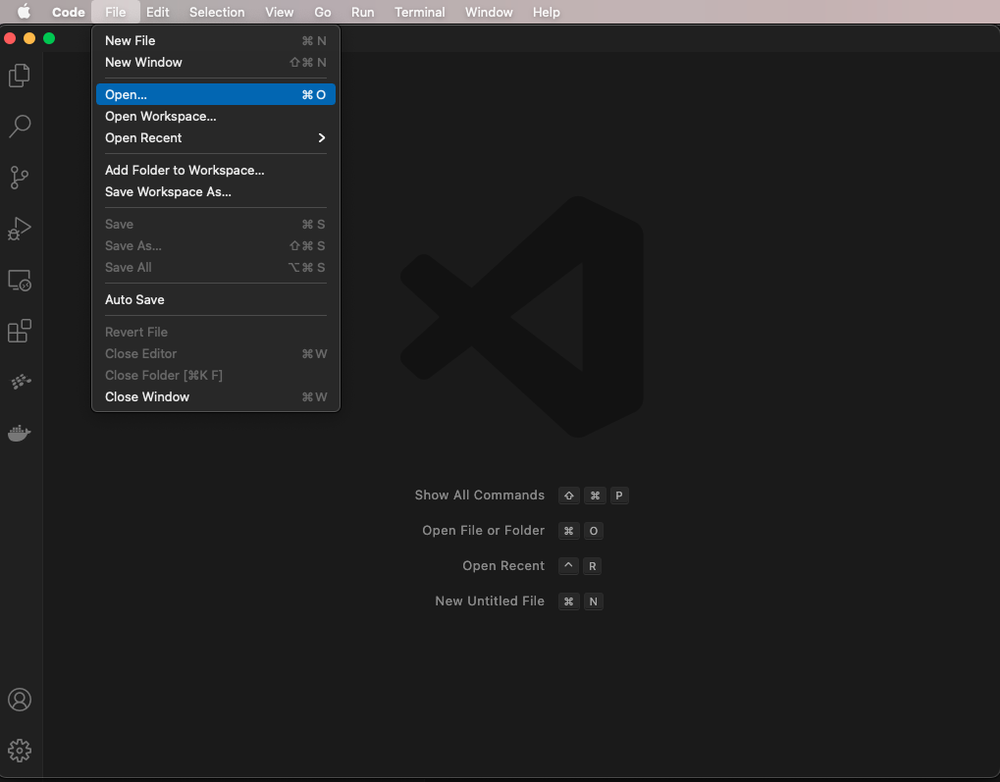 Code File Edit Selection View Go Run Terminal Window Help
New File ⌘ N
New Window ⇧⌘ N
Open... ⌘ O
Open Workspace...
Open Recent
Add Folder to Workspace...
Save Workspace As...
Save ⌘ S
Save As... ⇧⌘ S
Save All ⌥⌘ S
Auto Save
Revert File
Close Editor ⌘ W
Close Folder [⌘K F]
Close Window ⌘ W
Show All Commands ⇧ ⌘ P
Open File or Folder ⌘ O
Open Recent ^ R
New Untitled File ⌘ N